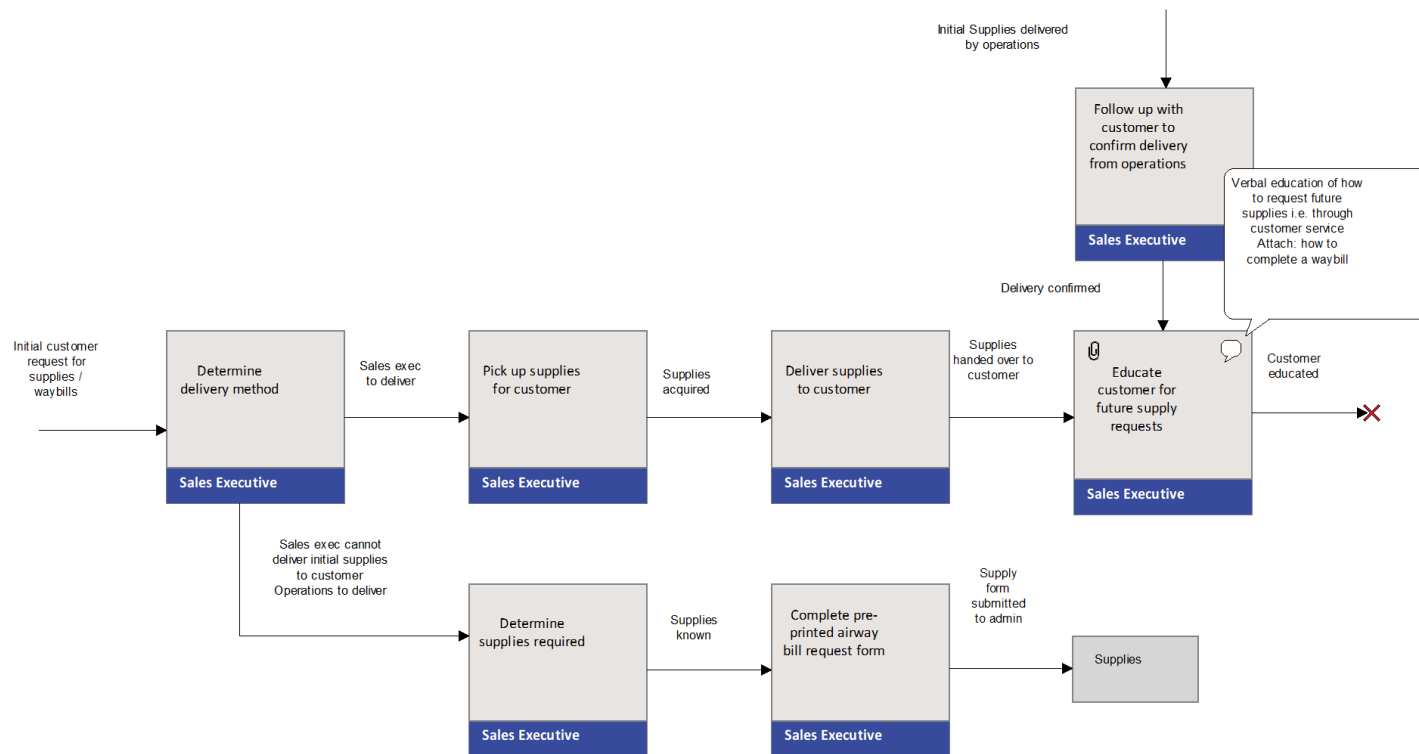 Initial Supplies delivered
by operations
Follow up with
customer to
confirm delivery
from operations
Sales Executive
Verbal education of how
to request future
supplies i.e. through
customer service
Attach: how to
complete a waybill
Delivery confirmed
Initial customer
request for
supplies /
waybills
Determine
delivery method
Sales Executive
Sales exec
to deliver
Pick up supplies
for customer
Sales Executive
Supplies
acquired
Deliver supplies
to customer
Sales Executive
Supplies
handed over to
customer
Educate
customer for
future supply
requests
Sales Executive
Customer
educated
Sales exec cannot
deliver initial supplies
to customer
Operations to deliver
Determine
supplies required
Sales Executive
Supplies
known
Complete pre-
printed airway
bill request form
Sales Executive
Supply
form
submitted
to admin
Supplies